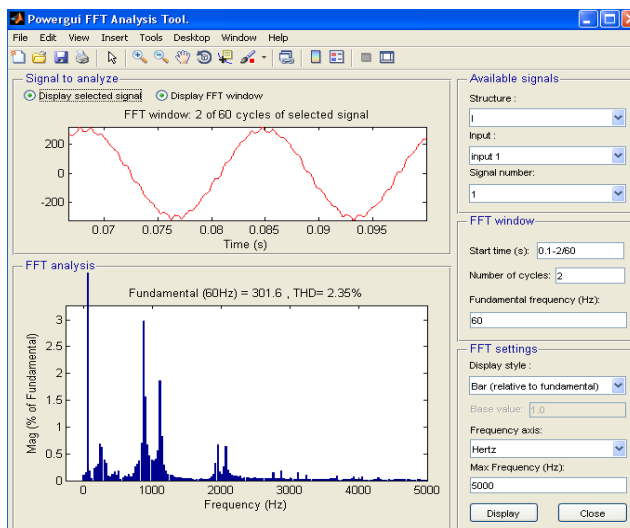 Powergui FFT Analysis Tool.
File Edit View Insert Tools Desktop Window Help
Signal to analyze
Display selected signal Display FFT window
FFT window: 2 of 60 cycles of selected signal
200
0
-200
0.07 0.075 0.08 0.085 0.09 0.095
Time (s)
FFT analysis
Fundamental (60Hz) = 301.6 , THD= 2.35%
3
2.5
2
1.5
1
0.5
0
Mag (% of Fundamental)
0 1000 2000 3000 4000 5000
Frequency (Hz)
Available signals
Structure :
I
Input :
input 1
Signal number:
1
FFT window
Start time (s): 0.1-2/60
Number of cycles: 2
Fundamental frequency (Hz):
60
FFT settings
Display style :
Bar (relative to fundamental)
Base value: 1.0
Frequency axis:
Hertz
Max Frequency (Hz):
5000
Display Close